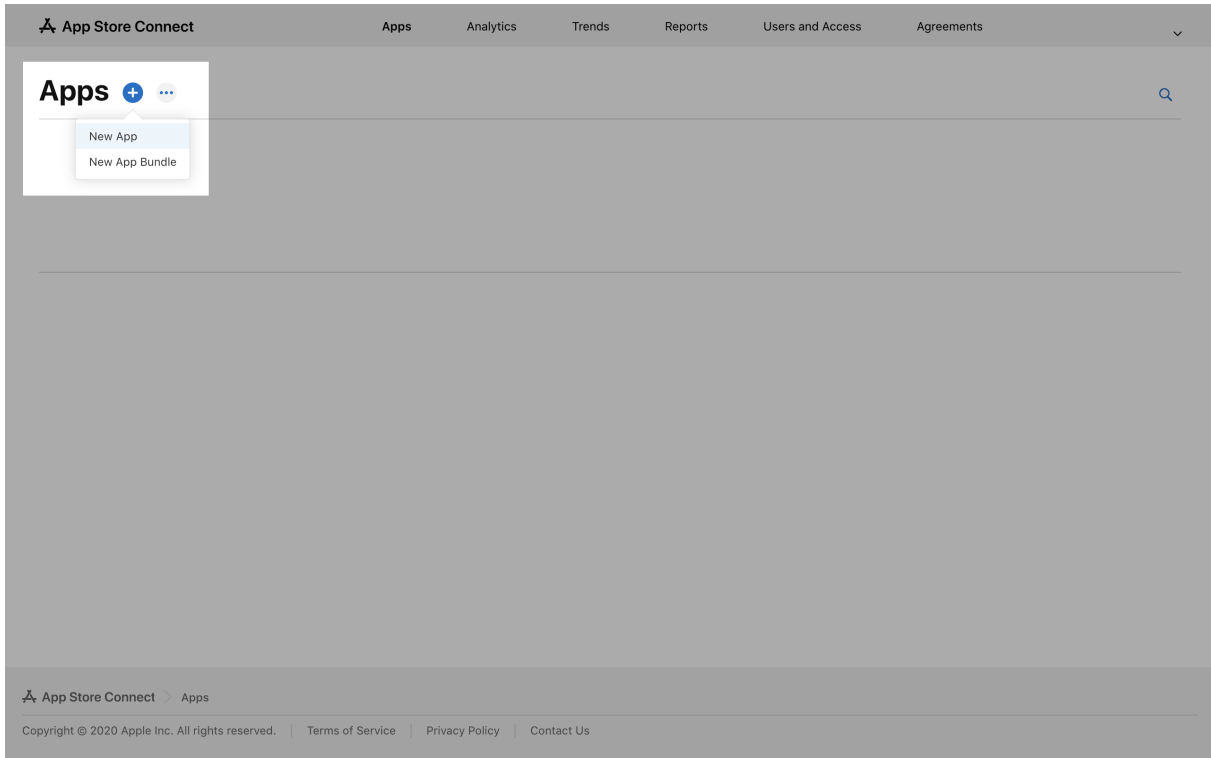 App Store Connect Apps Analytics Trends Reports Users and Access Agreements
Apps
New App
New App Bundle
App Store Connect Apps
Copyright © 2020 Apple Inc. All rights reserved. Terms of Service Privacy Policy Contact Us